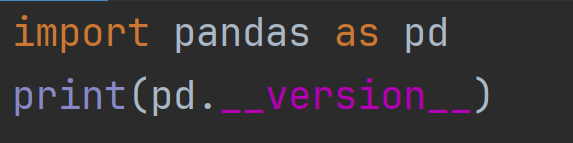 import pandas as pd
print(pd.__version__)